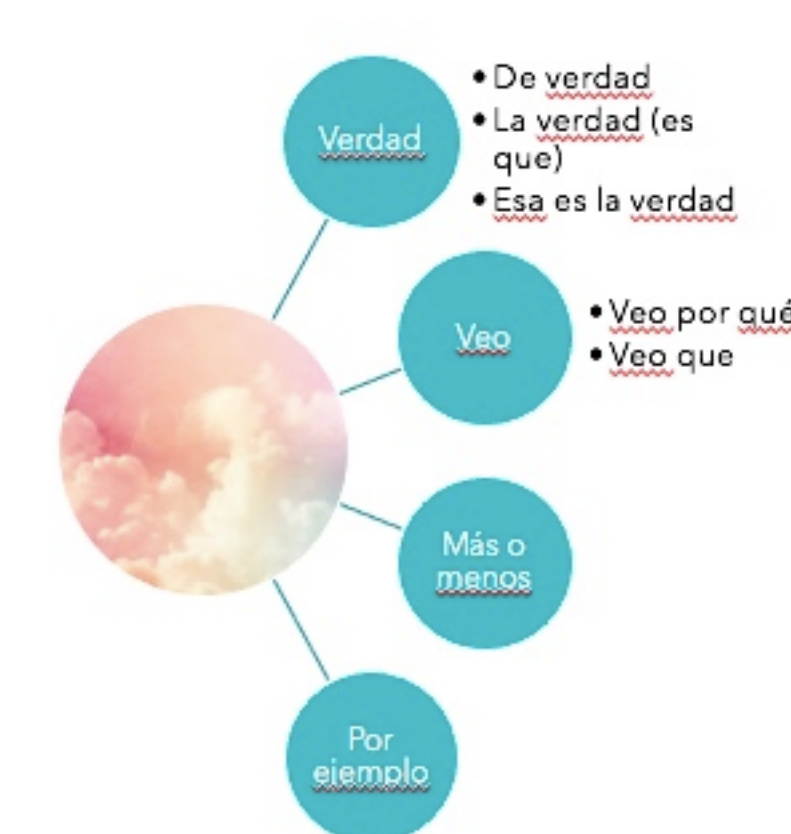 Verdad
• De verdad
• La verdad (es
que)
• Esa es la verdad
Veo
• Veo por qué
• Veo que
Más o
menos
Por
ejemplo